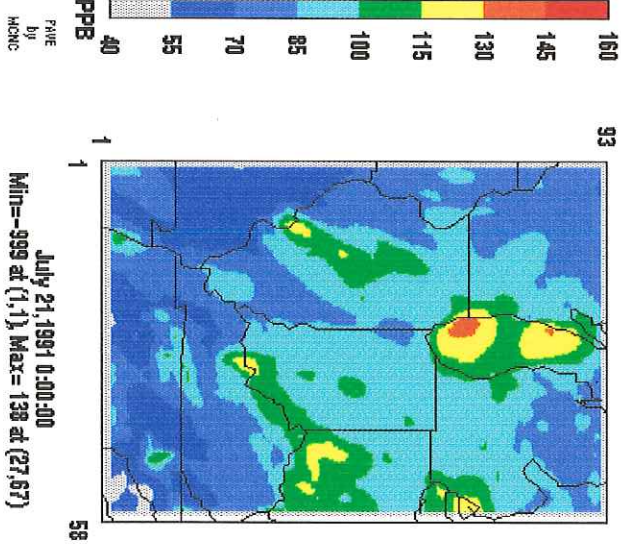 160
145
130
115
100
85
70
55
40
PPB
PAVE
by
MCNC
93
1
1
58
July 21,1991 0:00:00
Min=-999 at (1,1), Max= 138 at (27,67)